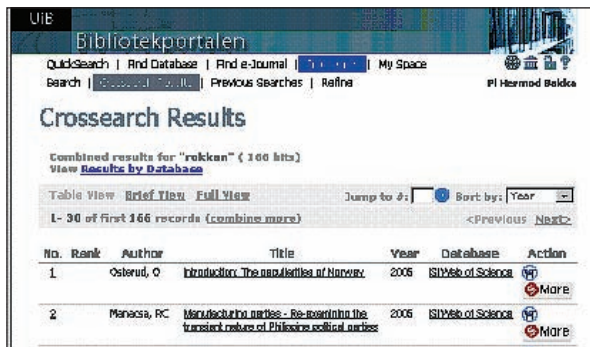 UiB
Bibliotekportalen
QuickSearch | Find Database | Find e-Journal | | My Space
Search | | Previous Searches | Refine
Pl Hermod Bakka
Crossearch Results
Combined results for "rokkan" ( 166 hits)
View Results by Database
Table View Brief View Full View Jump to #: Sort by: Year
1- 30 of first 166 records (combine more) <Previous Next>
No. Rank Author Title Year Database Action
1 Osterud, O Introduction: The peculiarities of Norway 2005 ISI Web of Science
More
2 Manacsa, RC Manufacturing parties - Re-examining the 2005 ISI Web of Science
transient nature of Philippine political parties More